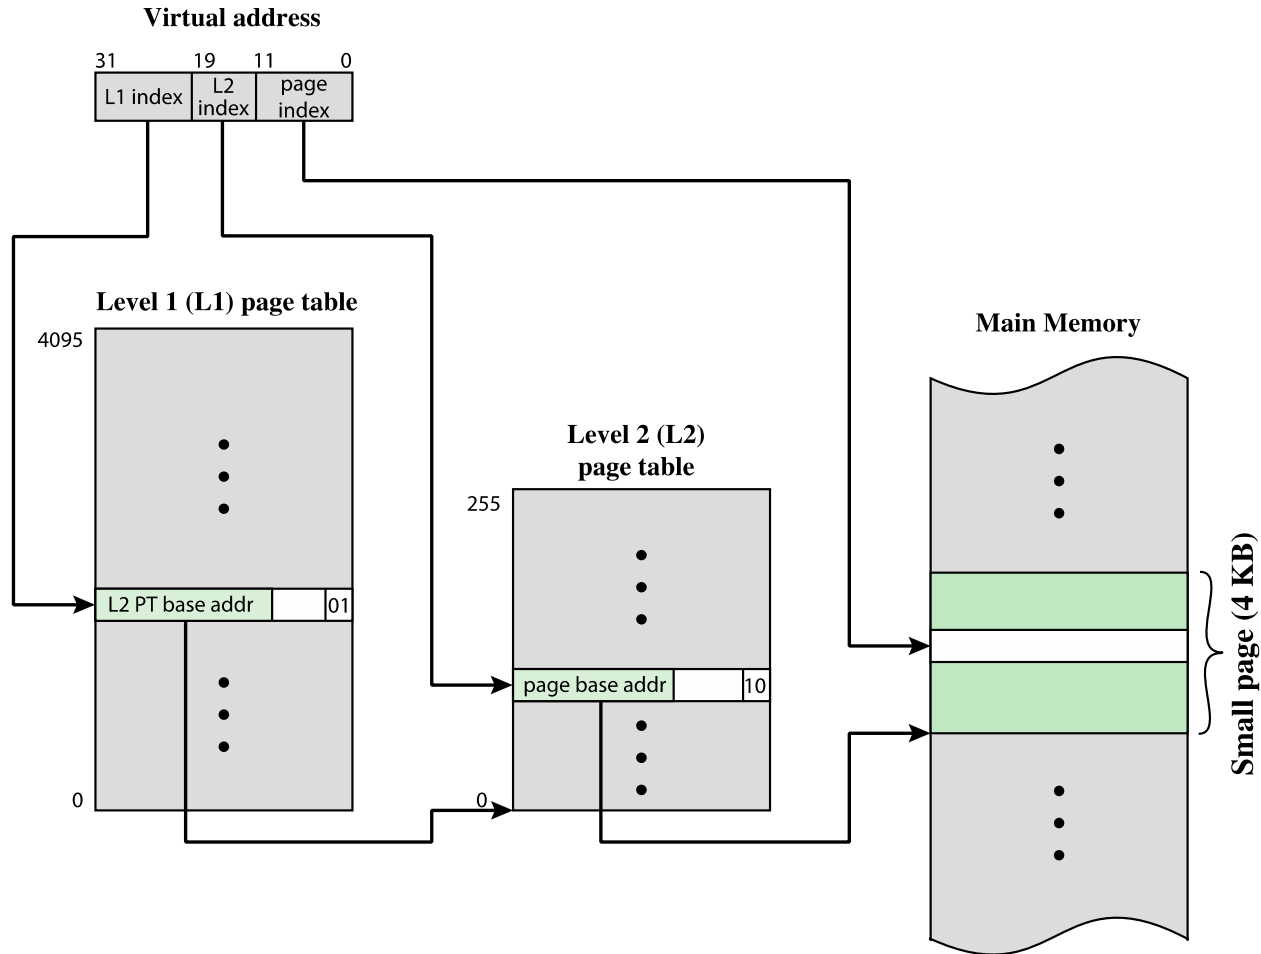 Virtual address
31 19 11 0
L1 index
L2
index
page
index
Level 1 (L1) page table
4095
L2 PT base addr
01
0
Level 2 (L2)
page table
255
page base addr
10
0
Main Memory
Small page (4 KB)